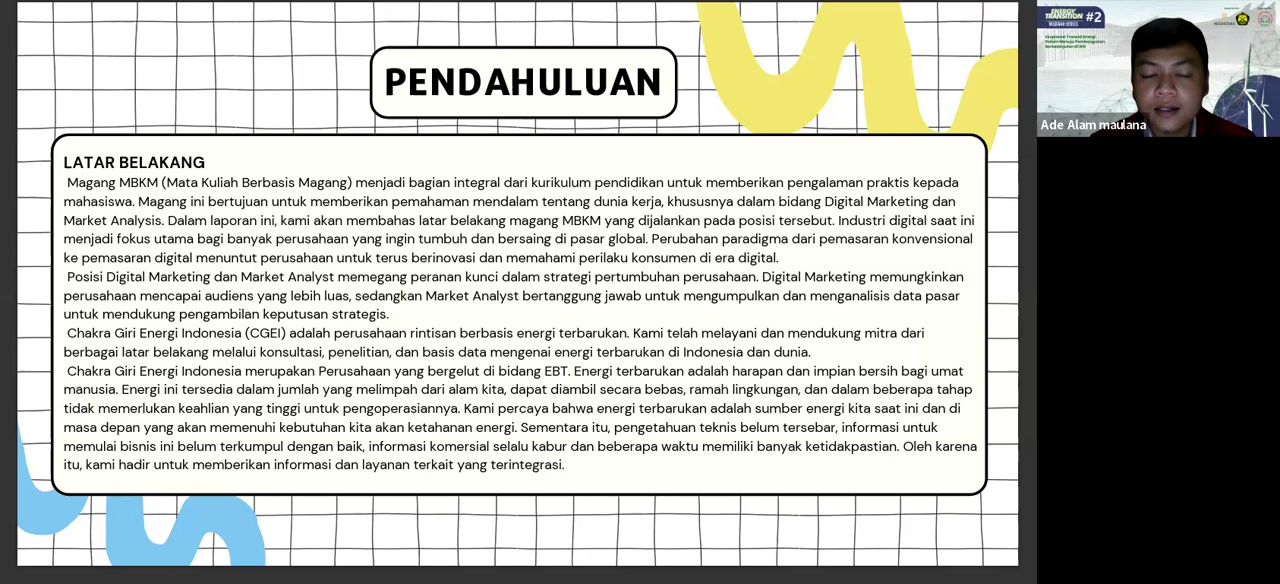 PENDAHULUAN
LATAR BELAKANG
Magang MBKM (Mata Kuliah Berbasis Magang) menjadi bagian integral dari kurikulum pendidikan untuk memberikan pengalaman praktis kepada
mahasiswa. Magang ini bertujuan untuk memberikan pemahaman mendalam tentang dunia kerja, khususnya dalam bidang Digital Marketing dan
Market Analysis. Dalam laporan ini, kami akan membahas latar belakang magang MBKM yang dijalankan pada posisi tersebut. Industri digital saat ini
menjadi fokus utama bagi banyak perusahaan yang ingin tumbuh dan bersaing di pasar global. Perubahan paradigma dari pemasaran konvensional
ke pemasaran digital menuntut perusahaan untuk terus berinovasi dan memahami perilaku konsumen di era digital.
Posisi Digital Marketing dan Market Analyst memegang peranan kunci dalam strategi pertumbuhan perusahaan. Digital Marketing memungkinkan
perusahaan mencapai audiens yang lebih luas, sedangkan Market Analyst bertanggung jawab untuk mengumpulkan dan menganalisis data pasar
untuk mendukung pengambilan keputusan strategis.
Chakra Giri Energi Indonesia (CGEI) adalah perusahaan rintisan berbasis energi terbarukan. Kami telah melayani dan mendukung mitra dari
berbagai latar belakang melalui konsultasi, penelitian, dan basis data mengenai energi terbarukan di Indonesia dan dunia.
Chakra Giri Energi Indonesia merupakan Perusahaan yang bergelut di bidang EBT. Energi terbarukan adalah harapan dan impian bersih bagi umat
manusia. Energi ini tersedia dalam jumlah yang melimpah dari alam kita, dapat diambil secara bebas, ramah lingkungan, dan dalam beberapa tahap
tidak memerlukan keahlian yang tinggi untuk pengoperasiannya. Kami percaya bahwa energi terbarukan adalah sumber energi kita saat ini dan di
masa depan yang akan memenuhi kebutuhan kita akan ketahanan energi. Sementara itu, pengetahuan teknis belum tersebar, informasi untuk
memulai bisnis ini belum terkumpul dengan baik, informasi komersial selalu kabur dan beberapa waktu memiliki banyak ketidakpastian. Oleh karena
itu, kami hadir untuk memberikan informasi dan layanan terkait yang terintegrasi.
ENERGY
TRANSITION #2
WEBINAR SERIES
Ade Alam maulana